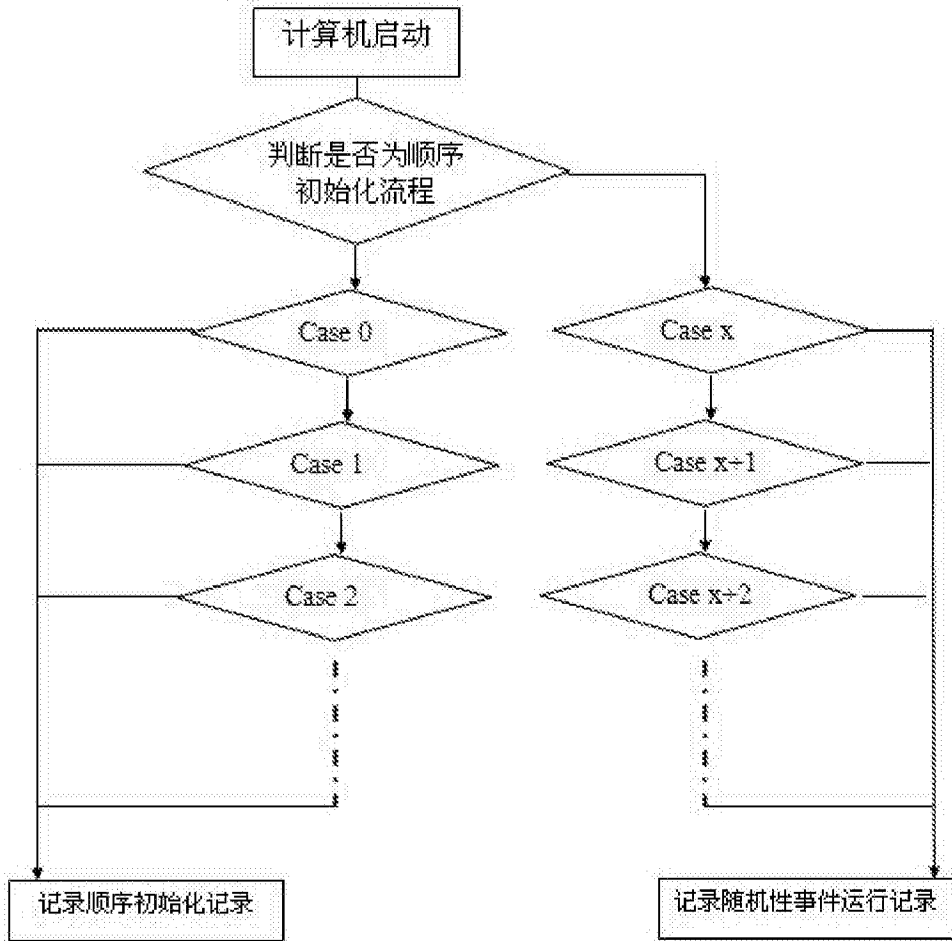 计算机启动
判断是否为顺序
初始化流程
Case 0
Case x
Case 1
Case x+1
Case 2
Case x+2
记录顺序初始化记录
记录随机性事件运行记录